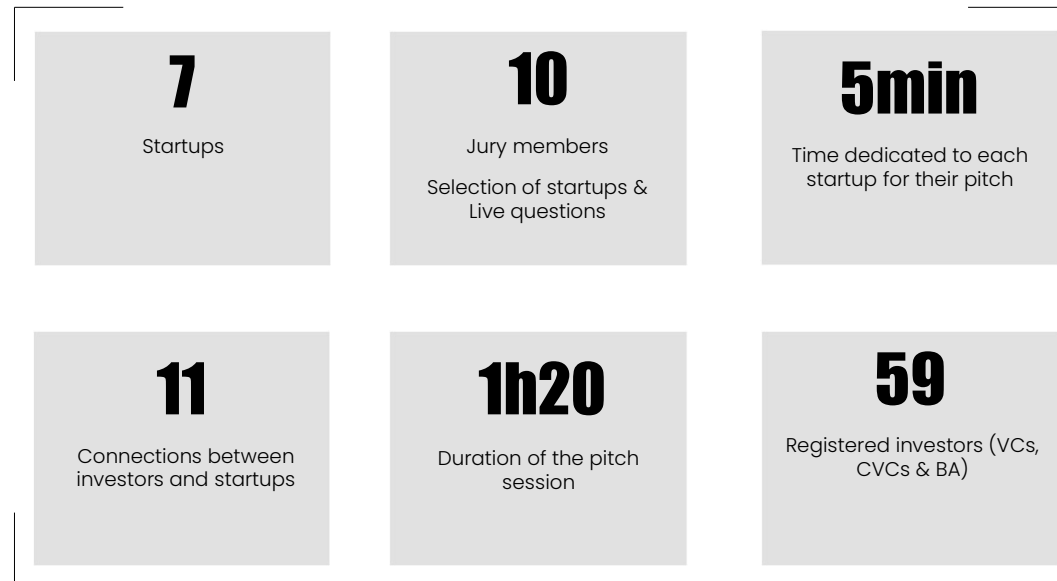 7
Startups
10
Jury members
Selection of startups &
Live questions
5min
Time dedicated to each
startup for their pitch
11
Connections between
investors and startups
1h20
Duration of the pitch
session
59
Registered investors (VCs,
CVCs & BA)